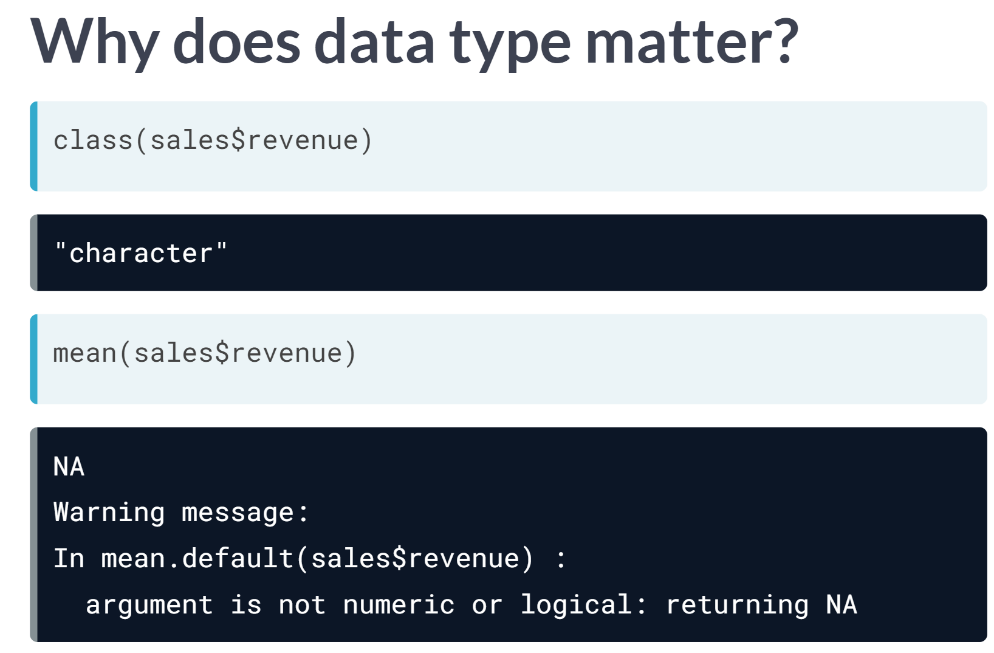 Why does data type matter?
class(sales$revenue)
"character"
mean(sales$revenue)
NA
Warning message:
In mean.default(sales$revenue) :
  argument is not numeric or logical: returning NA